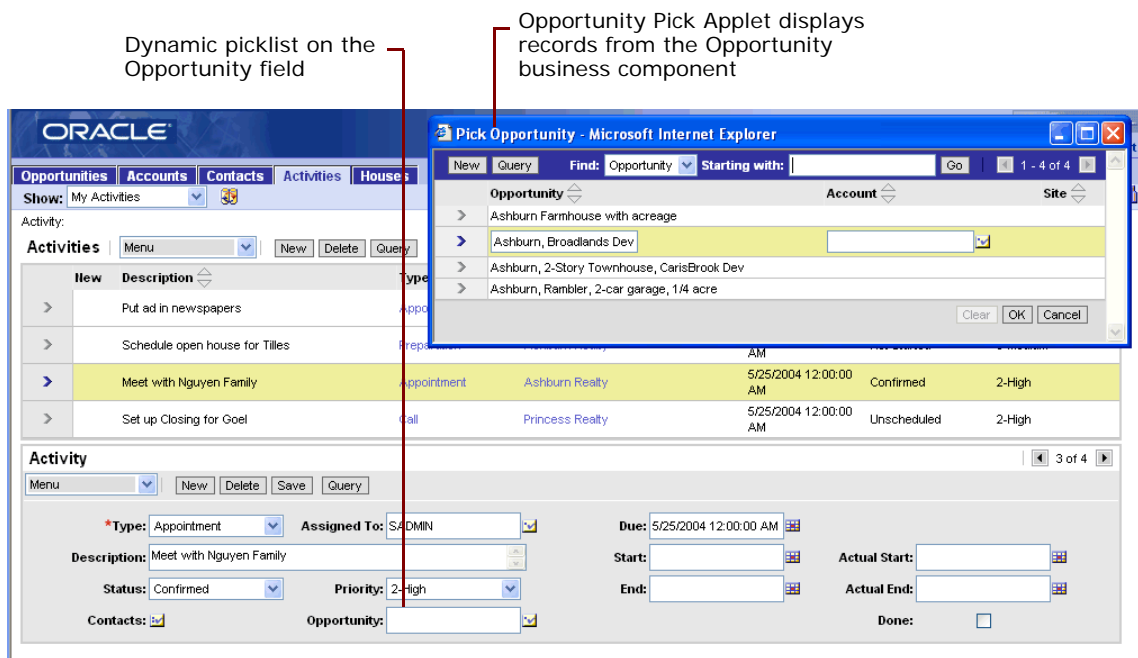 Dynamic picklist on the
Opportunity field
Opportunity Pick Applet displays
records from the Opportunity
business component
ORACLE
Pick Opportunity - Microsoft Internet Explorer
New Query Find: Opportunity Starting with: Go 1 - 4 of 4
Opportunity Account Site
Ashburn Farmhouse with acreage
Ashburn, Broadlands Dev
Ashburn, 2-Story Townhouse, CarisBrook Dev
Ashburn, Rambler, 2-car garage, 1/4 acre
Clear OK Cancel
Opportunities Accounts Contacts Activities Houses
Show: My Activities
Activity:
Activities Menu New Delete Query
New Description Type
Put ad in newspapers
Schedule open house for Tilles AM
Meet with Nguyen Family Appointment Ashburn Realty 5/25/2004 12:00:00 AM Confirmed 2-High
Set up Closing for Goel Call Princess Realty 5/25/2004 12:00:00 AM Unscheduled 2-High
Activity 3 of 4
Menu New Delete Save Query
*Type: Appointment Assigned To: SADMIN Due: 5/25/2004 12:00:00 AM
Description: Meet with Nguyen Family Start: Actual Start:
Status: Confirmed Priority: 2-High End: Actual End:
Contacts: Opportunity: Done: